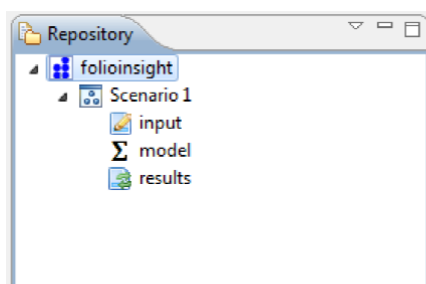 Repository
folioinsight
Scenario 1
input
Σ model
results